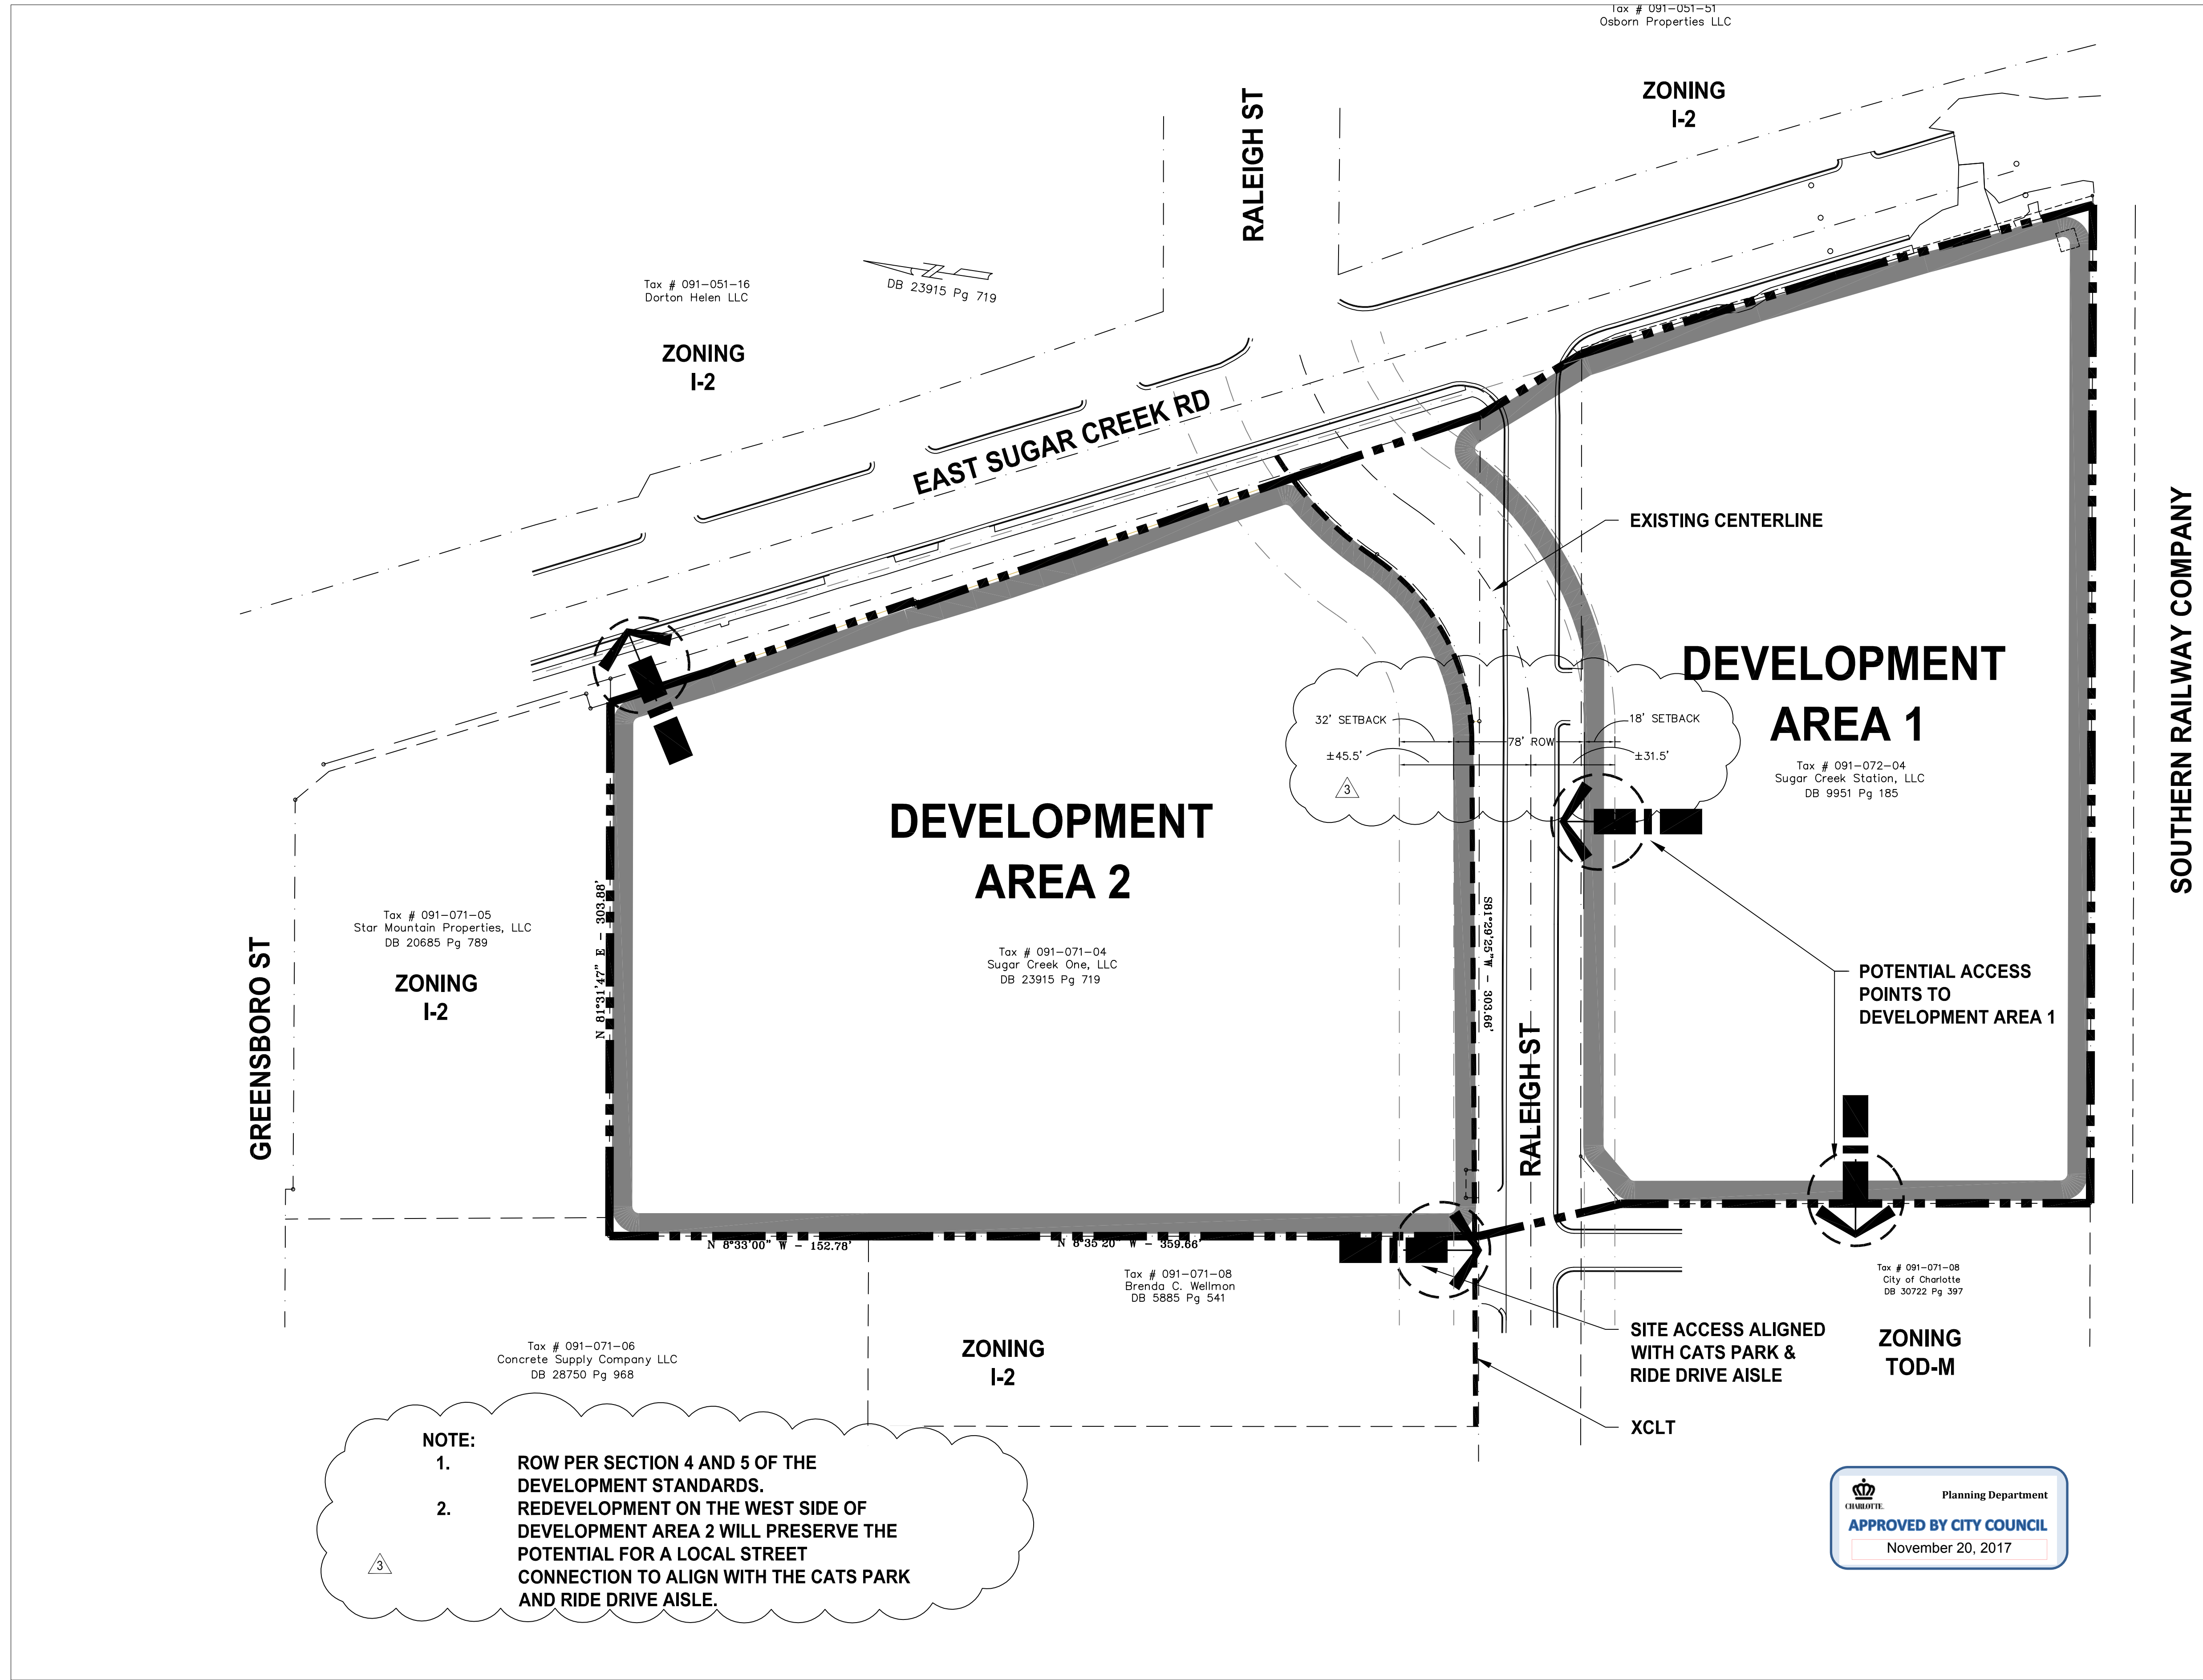 Tax # 091-051-51
Osborn Properties LLC
ZONING
I-2
RALEIGH ST
Tax # 091-051-16
Dorton Helen LLC
DB 23915 Pg 719
ZONING
I-2
EAST SUGAR CREEK RD
EXISTING CENTERLINE
SOUTHERN RAILWAY COMPANY
DEVELOPMENT
AREA 1
Tax # 091-072-04
Sugar Creek Station, LLC
DB 9951 Pg 185
32' SETBACK
18' SETBACK
78' ROW
±45.5'
±31.5'
3
DEVELOPMENT
AREA 2
Tax # 091-071-04
Sugar Creek One, LLC
DB 23915 Pg 719
N 81°31'47" E - 303.88'
S81°29'25"W - 303.66'
Tax # 091-071-05
Star Mountain Properties, LLC
DB 20685 Pg 789
ZONING
I-2
GREENSBORO ST
RALEIGH ST
POTENTIAL ACCESS
POINTS TO
DEVELOPMENT AREA 1
N 8°33'00" W - 152.78'
N 8°35'20" W - 359.66'
Tax # 091-071-08
Brenda C. Wellmon
DB 5885 Pg 541
Tax # 091-071-08
City of Charlotte
DB 30722 Pg 397
ZONING
TOD-M
SITE ACCESS ALIGNED
WITH CATS PARK &
RIDE DRIVE AISLE
XCLT
ZONING
I-2
Tax # 091-071-06
Concrete Supply Company LLC
DB 28750 Pg 968
NOTE:
1. ROW PER SECTION 4 AND 5 OF THE
DEVELOPMENT STANDARDS.
2. REDEVELOPMENT ON THE WEST SIDE OF
DEVELOPMENT AREA 2 WILL PRESERVE THE
POTENTIAL FOR A LOCAL STREET
CONNECTION TO ALIGN WITH THE CATS PARK
AND RIDE DRIVE AISLE.
3
CHARLOTTE.
Planning Department
APPROVED BY CITY COUNCIL
November 20, 2017